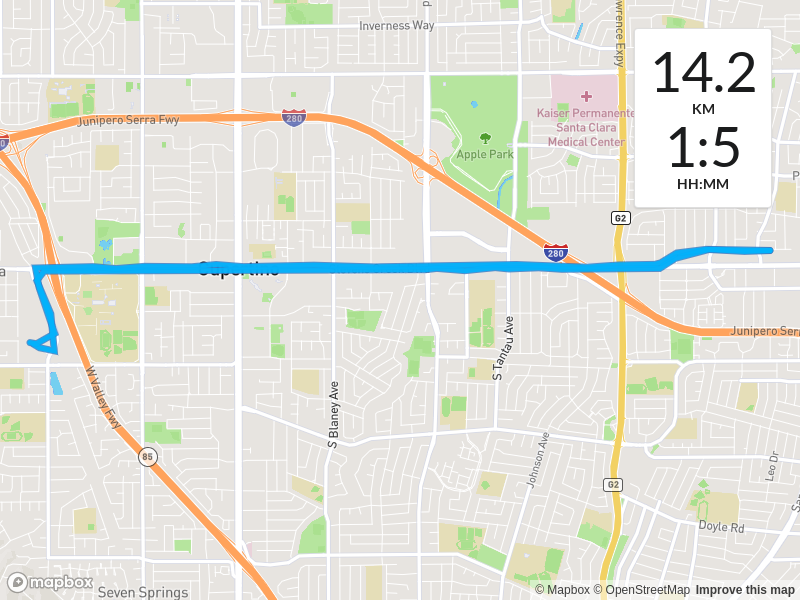 Inverness Way
Lawrence Expy
14.2
KM
1:5
HH:MM
280
Junipero Serra Fwy
Kaiser Permanente
Santa Clara
Medical Center
Apple Park
G2
280
Cupertino
Junipero Serra
W Valley Fwy
S Tantau Ave
S Blaney Ave
85
Johnson Ave
Leo Dr
G2
Doyle Rd
mapbox
Seven Springs
© Mapbox © OpenStreetMap Improve this map